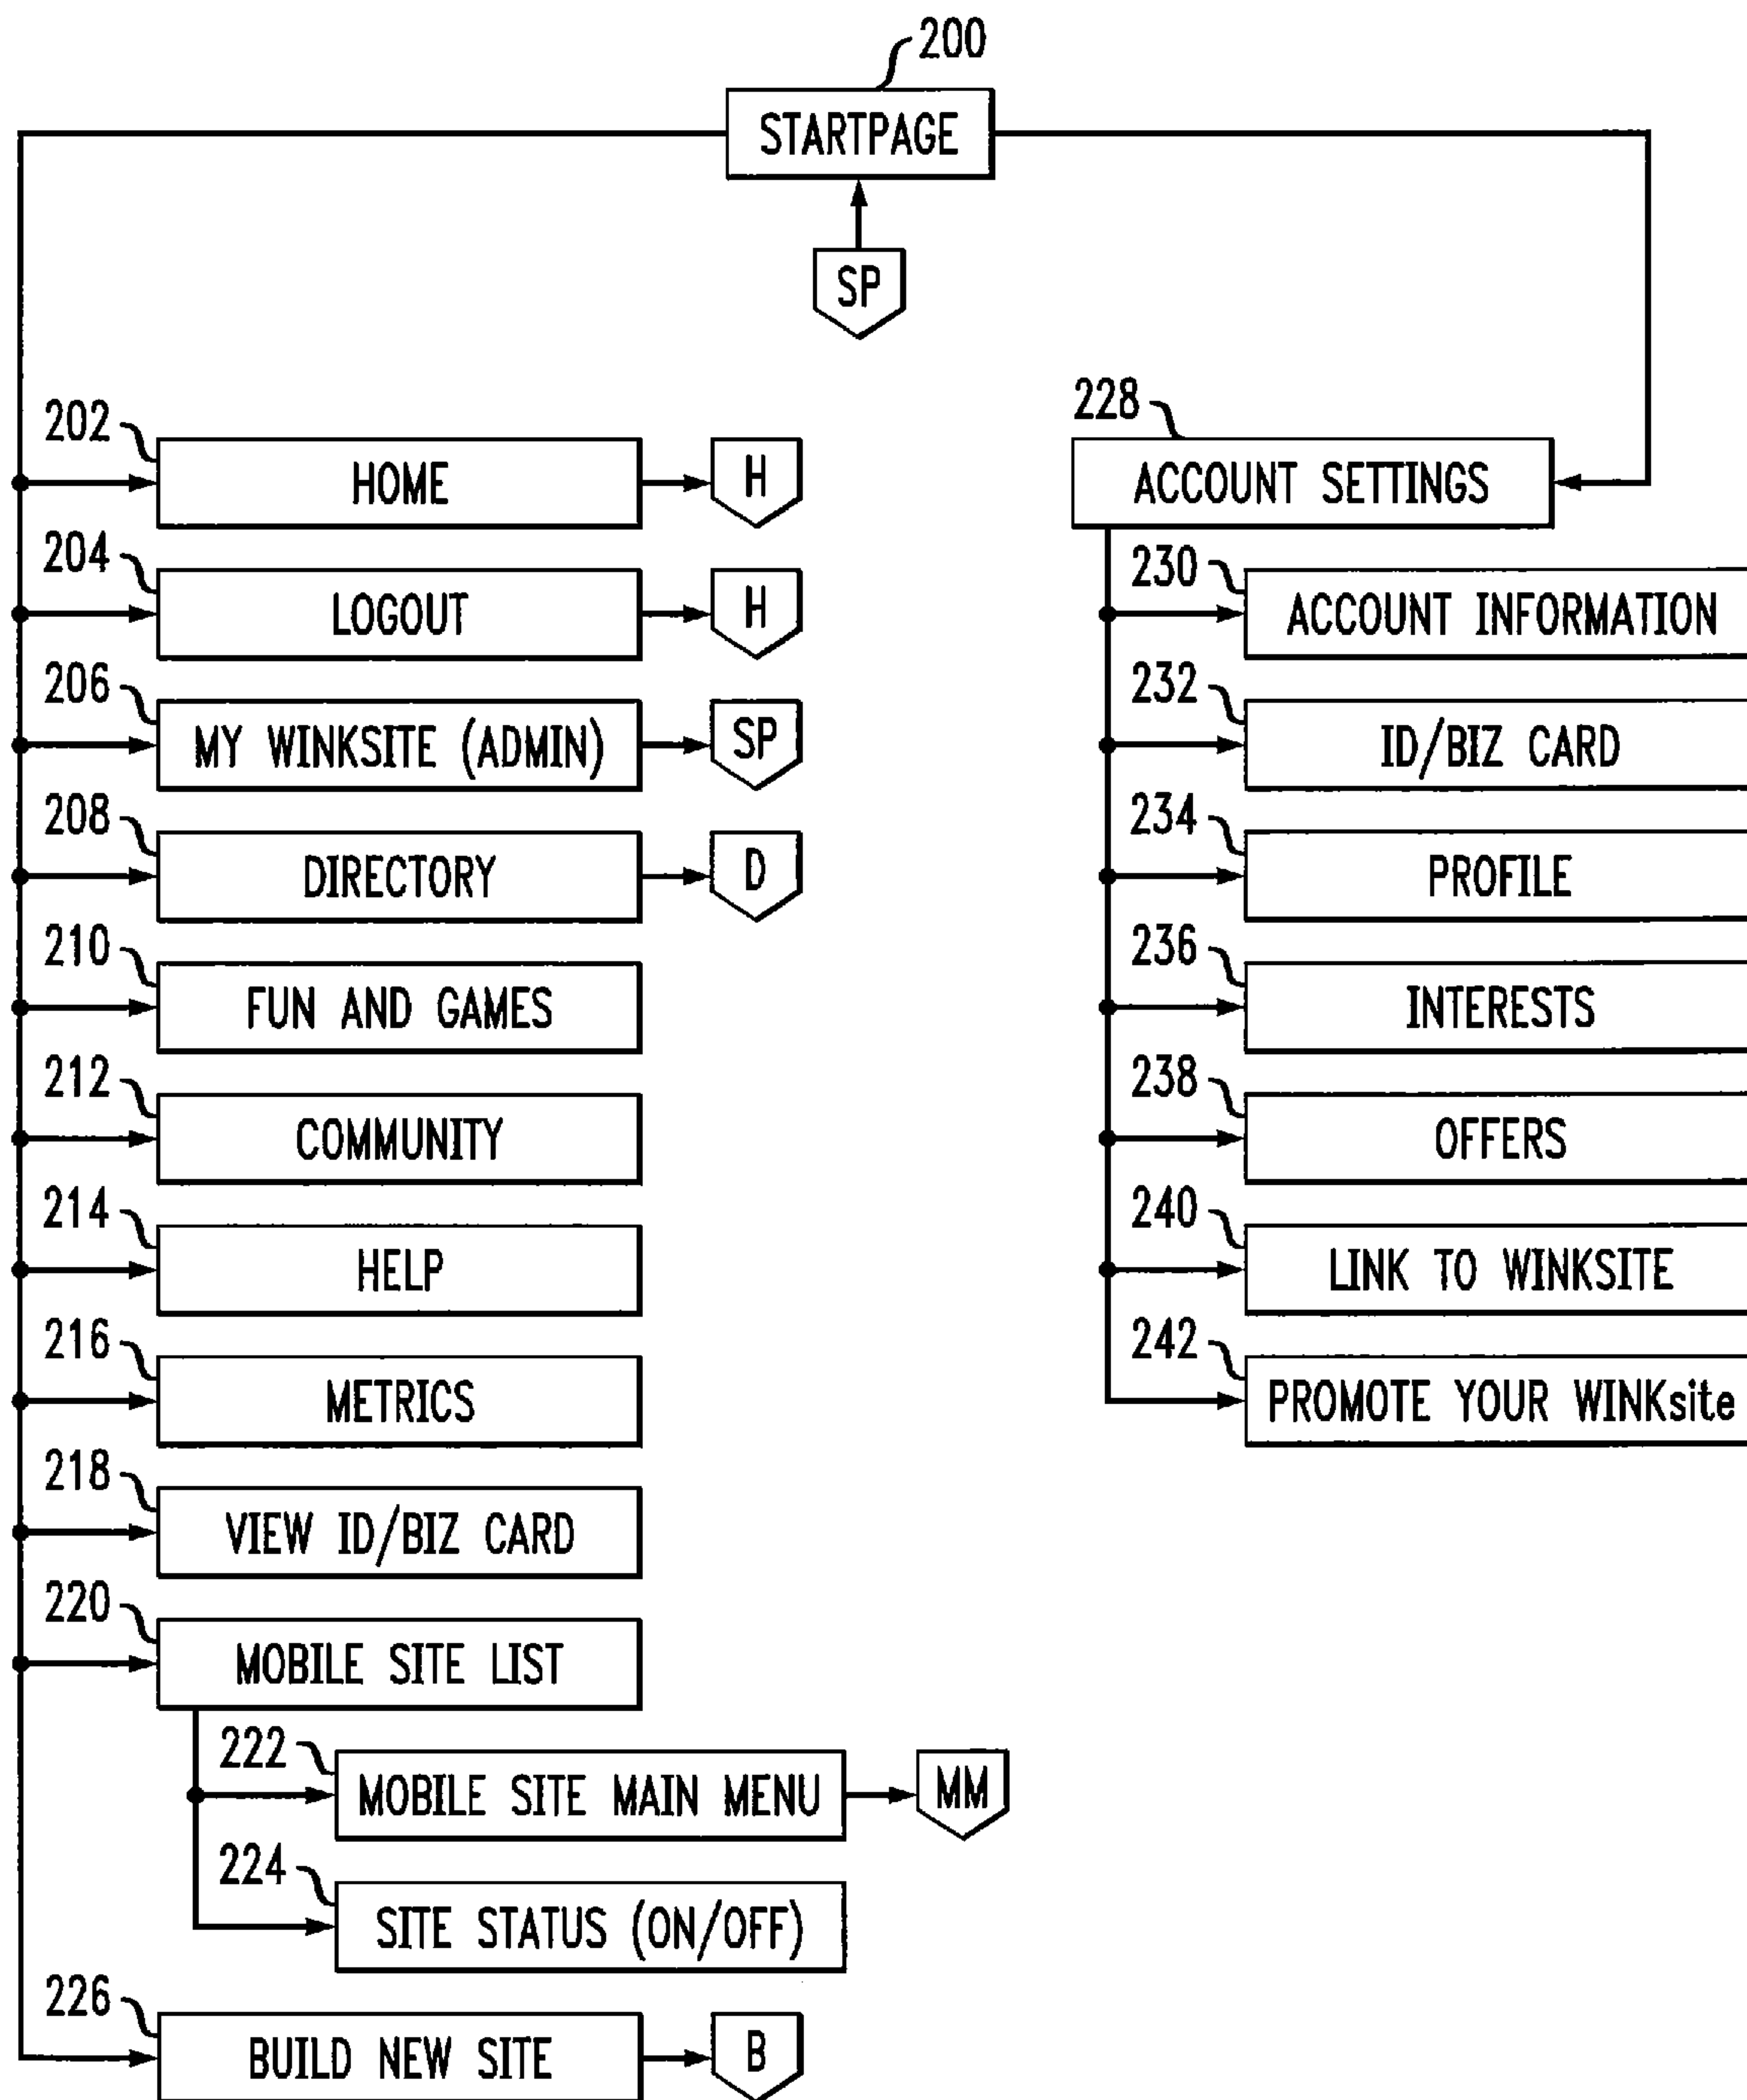 200
STARTPAGE
SP
202
HOME
H
204
LOGOUT
H
206
MY WINKSITE (ADMIN)
SP
208
DIRECTORY
D
210
FUN AND GAMES
212
COMMUNITY
214
HELP
216
METRICS
218
VIEW ID/BIZ CARD
220
MOBILE SITE LIST
222
MOBILE SITE MAIN MENU
MM
224
SITE STATUS (ON/OFF)
226
BUILD NEW SITE
B
228
ACCOUNT SETTINGS
230
ACCOUNT INFORMATION
232
ID/BIZ CARD
234
PROFILE
236
INTERESTS
238
OFFERS
240
LINK TO WINKSITE
242
PROMOTE YOUR WINKsite